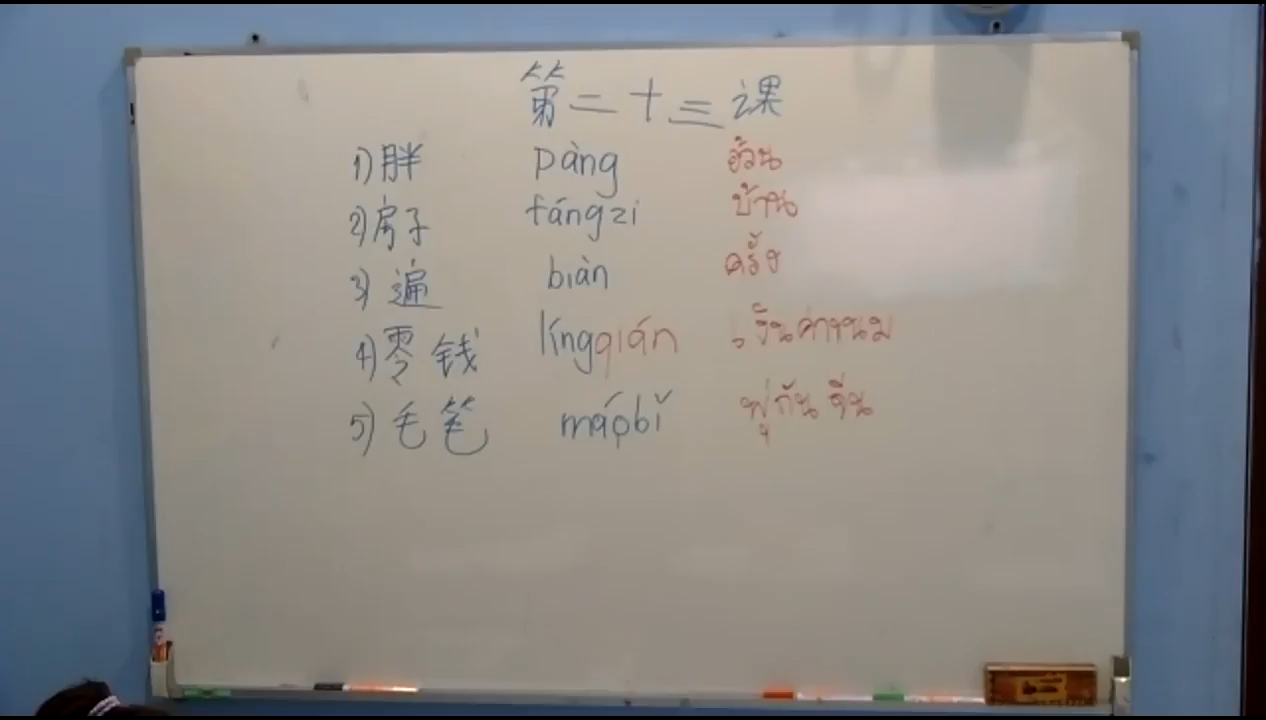 第二十三课
1) 胖 pàng อ้วน
2) 房子 fángzi บ้าน
3) 遍 biàn ครั้ง
4) 零钱 língqián เงินค่าขนม
5) 毛笔 máobǐ พู่กันจีน